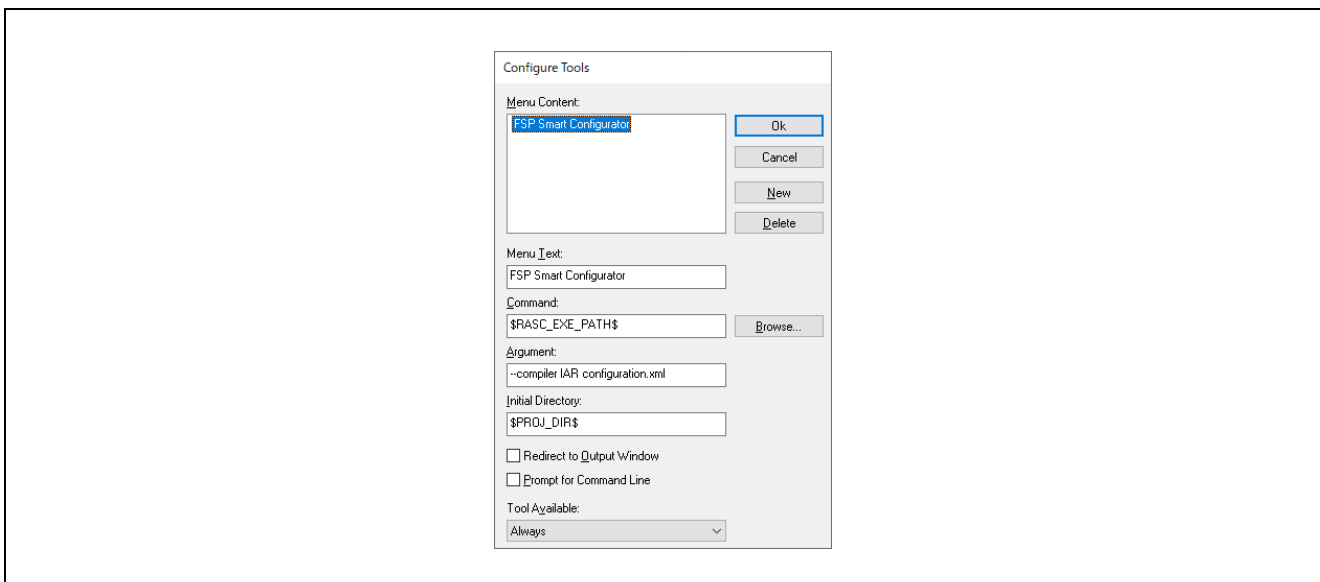 Configure Tools
Menu Content:
FSP Smart Configurator
Ok
Cancel
New
Delete
Menu Text:
FSP Smart Configurator
Command:
$RASC_EXE_PATH$
Browse...
Argument:
--compiler IAR configuration.xml
Initial Directory:
$PROJ_DIR$
Redirect to Output Window
Prompt for Command Line
Tool Available:
Always